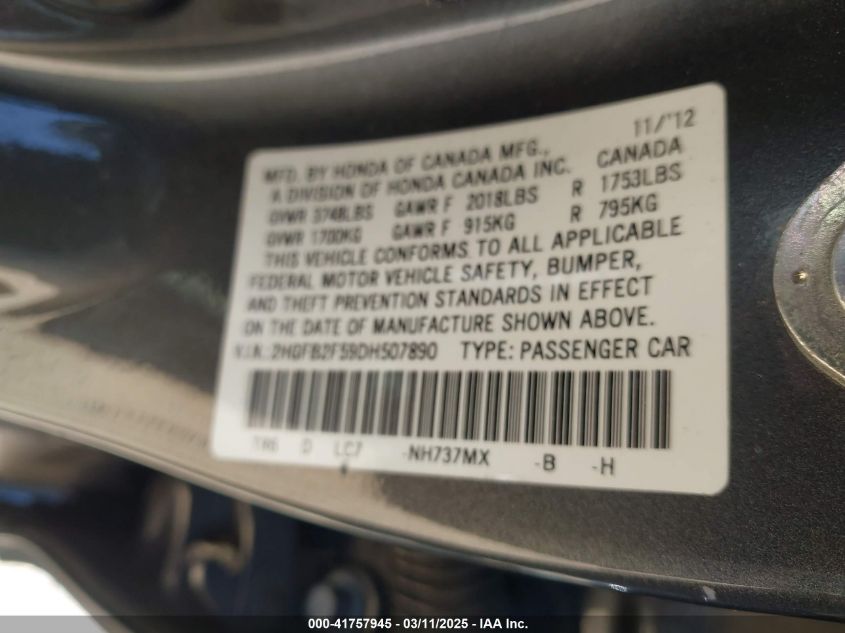 11/'12
MFD. BY HONDA OF CANADA MFG., CANADA
A DIVISION OF HONDA CANADA INC.
GVWR 3748LBS GAWR F 2018LBS R 1753LBS
GVWR 1700KG GAWR F 915KG R 795KG
THIS VEHICLE CONFORMS TO ALL APPLICABLE
FEDERAL MOTOR VEHICLE SAFETY, BUMPER,
AND THEFT PREVENTION STANDARDS IN EFFECT
ON THE DATE OF MANUFACTURE SHOWN ABOVE.
V.I.N.:2HGFB2F59DH507890 TYPE: PASSENGER CAR
TR6 D LC7 -NH737MX -B -H
000-41757945 - 03/11/2025 - IAA Inc.